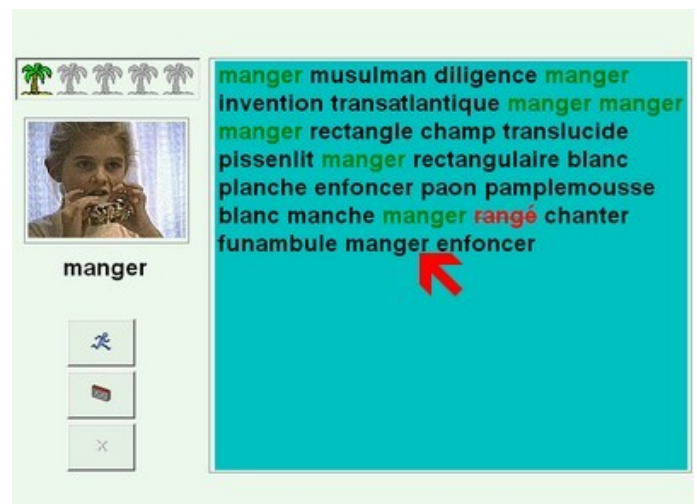 manger musulman diligence manger
invention transatlantique manger manger
manger rectangle champ translucide
pissenlit manger rectangulaire blanc
planche enfoncer paon pamplemousse
blanc manche manger rangé chanter
funambule manger enfoncer
manger